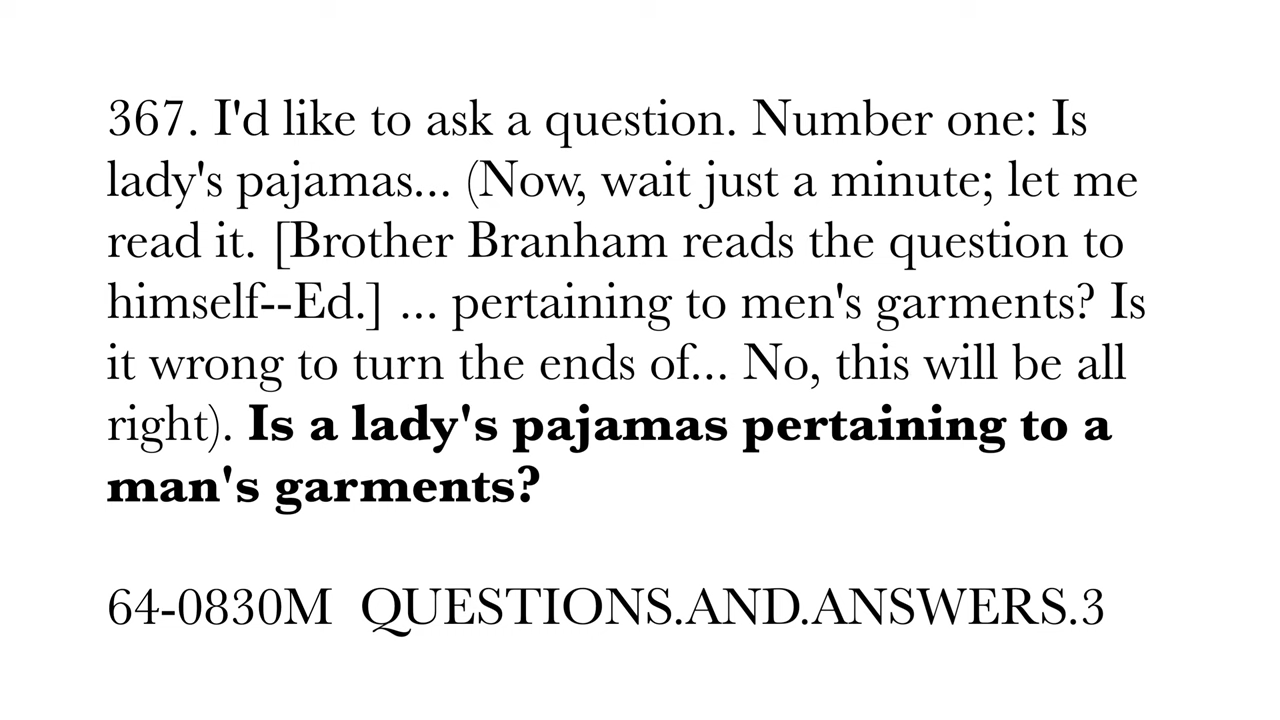 367. I'd like to ask a question. Number one: Is
lady's pajamas... (Now, wait just a minute; let me
read it. [Brother Branham reads the question to
himself--Ed.] ... pertaining to men's garments? Is
it wrong to turn the ends of... No, this will be all
right). Is a lady's pajamas pertaining to a
man's garments?
64-0830M QUESTIONS.AND.ANSWERS.3